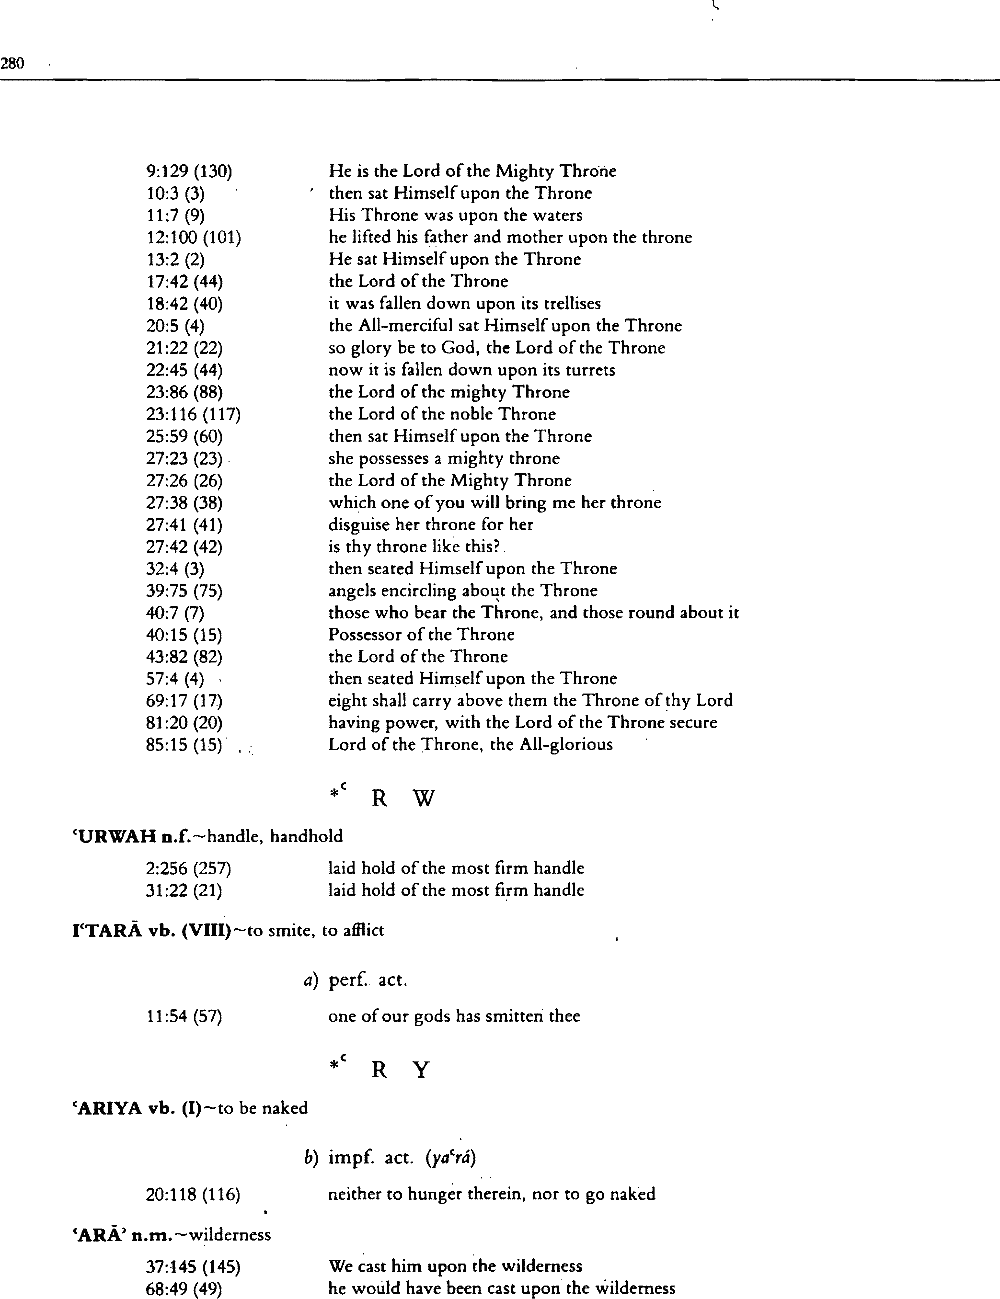 280
9:129 (130) He is the Lord of the Mighty Throne
10:3 (3) then sat Himself upon the Throne
11:7 (9) His Throne was upon the waters
12:100 (101) he lifted his father and mother upon the throne
13:2 (2) He sat Himself upon the Throne
17:42 (44) the Lord of the Throne
18:42 (40) it was fallen down upon its trellises
20:5 (4) the All-merciful sat Himself upon the Throne
21:22 (22) so glory be to God, the Lord of the Throne
22:45 (44) now it is fallen down upon its turrets
23:86 (88) the Lord of the mighty Throne
23:116 (117) the Lord of the noble Throne
25:59 (60) then sat Himself upon the Throne
27:23 (23) she possesses a mighty throne
27:26 (26) the Lord of the Mighty Throne
27:38 (38) which one of you will bring me her throne
27:41 (41) disguise her throne for her
27:42 (42) is thy throne like this?
32:4 (3) then seated Himself upon the Throne
39:75 (75) angels encircling about the Throne
40:7 (7) those who bear the Throne, and those round about it
40:15 (15) Possessor of the Throne
43:82 (82) the Lord of the Throne
57:4 (4) then seated Himself upon the Throne
69:17 (17) eight shall carry above them the Throne of thy Lord
81:20 (20) having power, with the Lord of the Throne secure
85:15 (15) Lord of the Throne, the All-glorious
*ʿ R W
ʿURWAH n.f.~handle, handhold
2:256 (257) laid hold of the most firm handle
31:22 (21) laid hold of the most firm handle
IʿTARĀ vb. (VIII)~to smite, to afflict
a) perf. act.
11:54 (57) one of our gods has smitten thee
*ʿ R Y
ʿARIYA vb. (I)~to be naked
b) impf. act. (yaʿrá)
20:118 (116) neither to hunger therein, nor to go naked
ʿARĀʾ n.m.~wilderness
37:145 (145) We cast him upon the wilderness
68:49 (49) he would have been cast upon the wilderness